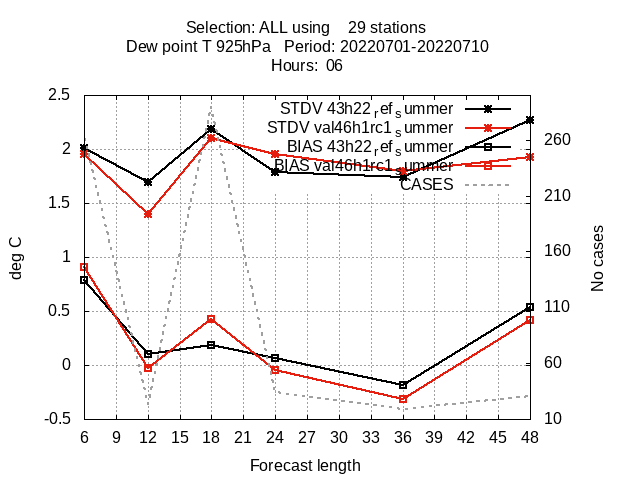 Selection: ALL using    29 stations
Dew point T 925hPa   Period: 20220701-20220710
Hours:  06
2.5
2
1.5
1
0.5
0
-0.5
deg C
STDV 43h22_ref_summer
STDV val46h1rc1_summer
BIAS 43h22_ref_summer
BIAS val46h1rc1_summer
CASES
260
210
160
110
60
10
No cases
6 9 12 15 18 21 24 27 30 33 36 39 42 45 48
Forecast length